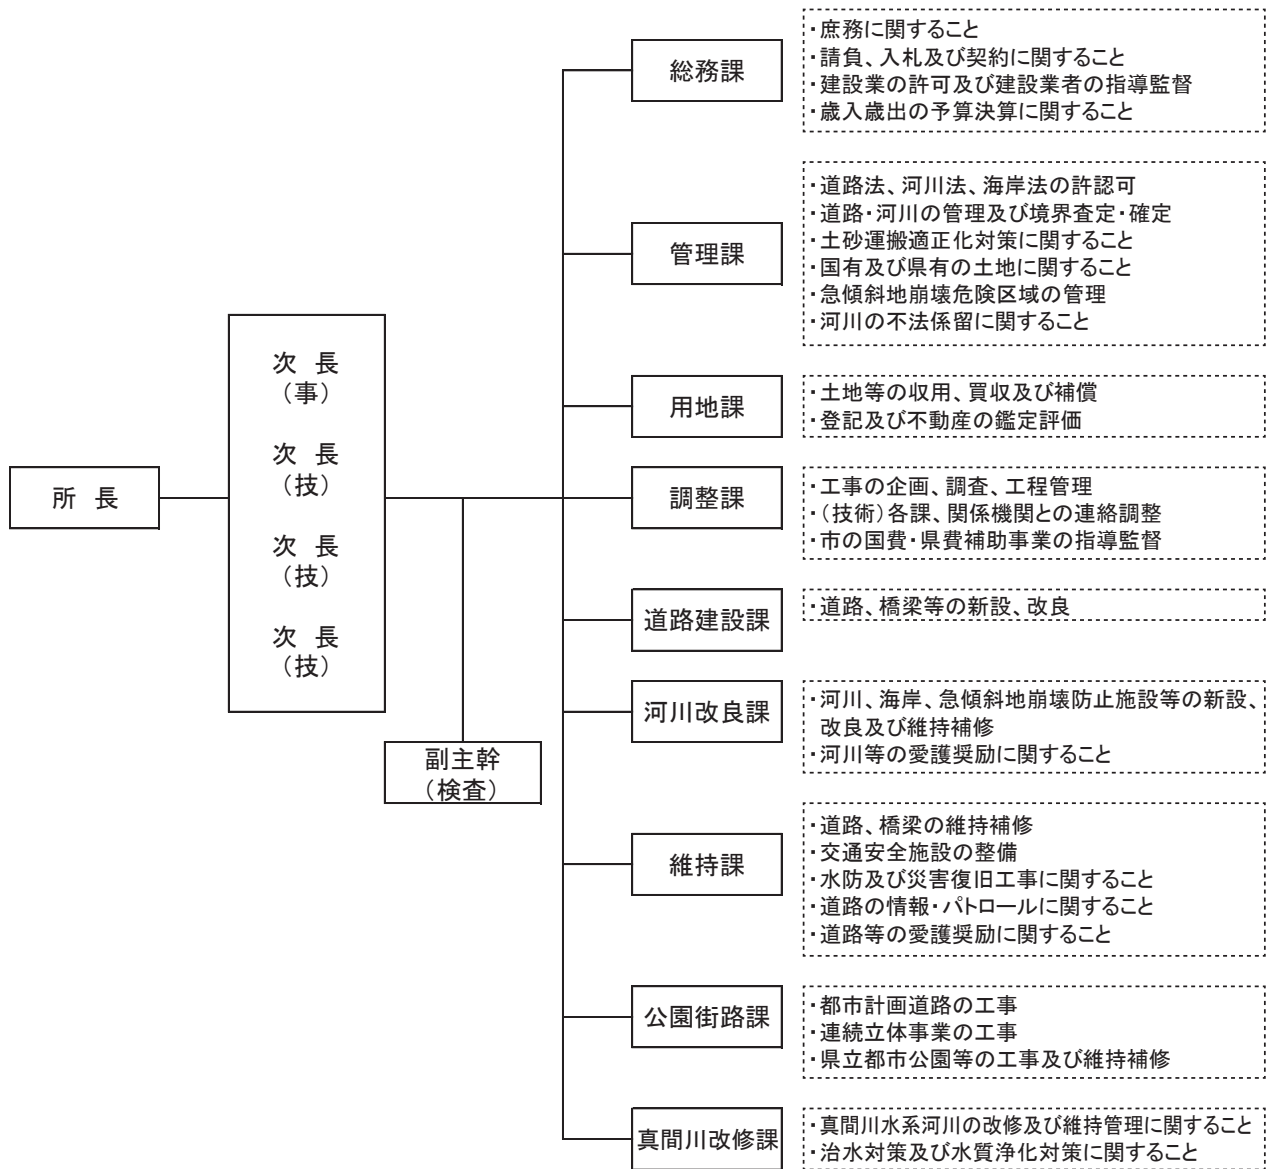 所 長
次 長
（事）
次 長
（技）
次 長
（技）
次 長
（技）
副主幹
（検査）
総務課
・庶務に関すること
・請負、入札及び契約に関すること
・建設業の許可及び建設業者の指導監督
・歳入歳出の予算決算に関すること
管理課
・道路法、河川法、海岸法の許認可
・道路・河川の管理及び境界査定・確定
・土砂運搬適正化対策に関すること
・国有及び県有の土地に関すること
・急傾斜地崩壊危険区域の管理
・河川の不法係留に関すること
用地課
・土地等の収用、買収及び補償
・登記及び不動産の鑑定評価
調整課
・工事の企画、調査、工程管理
・（技術）各課、関係機関との連絡調整
・市の国費・県費補助事業の指導監督
道路建設課
・道路、橋梁等の新設、改良
河川改良課
・河川、海岸、急傾斜地崩壊防止施設等の新設、
改良及び維持補修
・河川等の愛護奨励に関すること
維持課
・道路、橋梁の維持補修
・交通安全施設の整備
・水防及び災害復旧工事に関すること
・道路の情報・パトロールに関すること
・道路等の愛護奨励に関すること
公園街路課
・都市計画道路の工事
・連続立体事業の工事
・県立都市公園等の工事及び維持補修
真間川改修課
・真間川水系河川の改修及び維持管理に関すること
・治水対策及び水質浄化対策に関すること